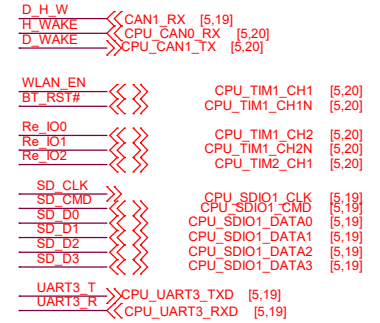 D_H_W CAN1_RX [5,19]
H_WAKE CPU_CAN0_RX [5,20]
D_WAKE CPU_CAN1_TX [5,20]
WLAN_EN CPU_TIM1_CH1 [5,20]
BT_RST# CPU_TIM1_CH1N [5,20]
Re_IO0 CPU_TIM1_CH2 [5,20]
Re_IO1 CPU_TIM1_CH2N [5,20]
Re_IO2 CPU_TIM2_CH1 [5,20]
SD_CLK CPU_SDIO1_CLK [5,19]
SD_CMD CPU_SDIO1_CMD [5,19]
SD_D0 CPU_SDIO1_DATA0 [5,19]
SD_D1 CPU_SDIO1_DATA1 [5,19]
SD_D2 CPU_SDIO1_DATA2 [5,19]
SD_D3 CPU_SDIO1_DATA3 [5,19]
UART3_T CPU_UART3_TXD [5,19]
UART3_R CPU_UART3_RXD [5,19]